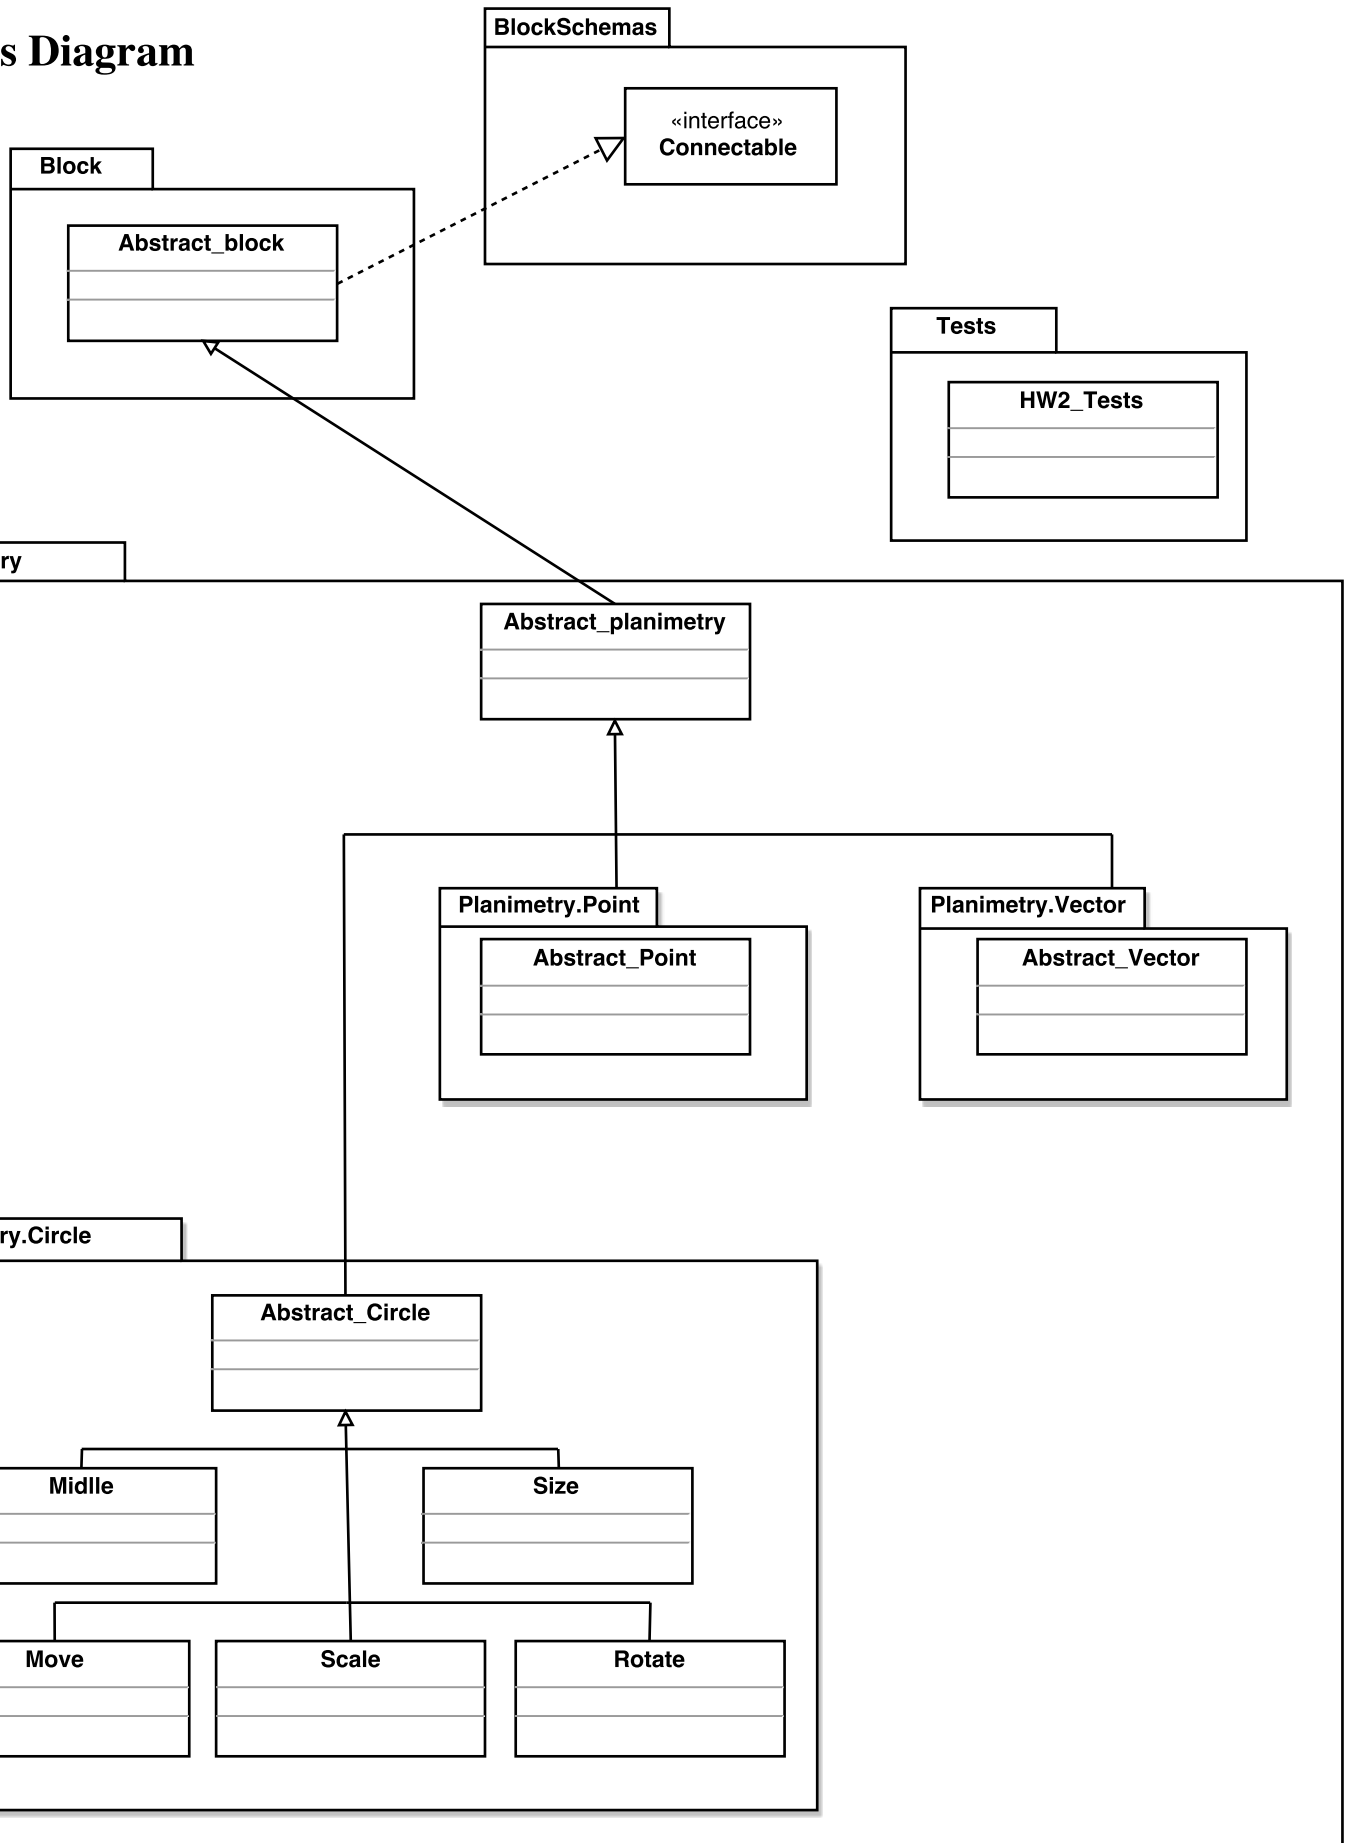 s Diagram
BlockSchemas
«interface»
Connectable
Block
Abstract_block
Tests
HW2_Tests
ry
Abstract_planimetry
Planimetry.Point
Abstract_Point
Planimetry.Vector
Abstract_Vector
ry.Circle
Abstract_Circle
Midlle
Size
Move
Scale
Rotate